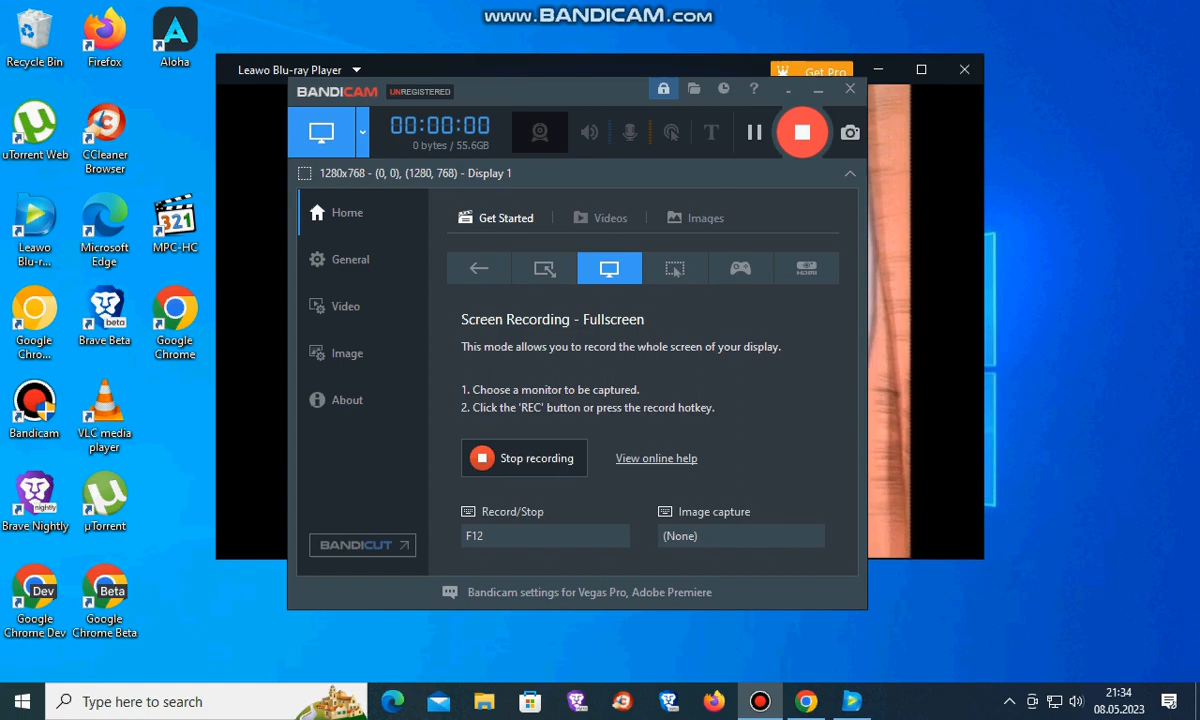 www.BANDICAM.com
Recycle Bin
Firefox
Aloha
uTorrent Web
CCleaner
Browser
Leawo
Blu-r...
Microsoft
Edge
MPC-HC
321
Google
Chro...
Brave Beta
beta
Google
Chrome
Bandicam
VLC media
player
Brave Nightly
nightly
µTorrent
Dev
Google
Chrome Dev
Beta
Google
Chrome Beta
Leawo Blu-ray Player
Get Pro
BANDICAM
UNREGISTERED
00:00:00
0 bytes / 55.6GB
T
1280x768 - (0, 0), (1280, 768) - Display 1
Home
General
Video
Image
About
BANDICUT
Get Started
Videos
Images
HDMI
Screen Recording - Fullscreen
This mode allows you to record the whole screen of your display.
1. Choose a monitor to be captured.
2. Click the 'REC' button or press the record hotkey.
Stop recording
View online help
Record/Stop
Image capture
F12
(None)
Bandicam settings for Vegas Pro, Adobe Premiere
Type here to search
21:34
08.05.2023